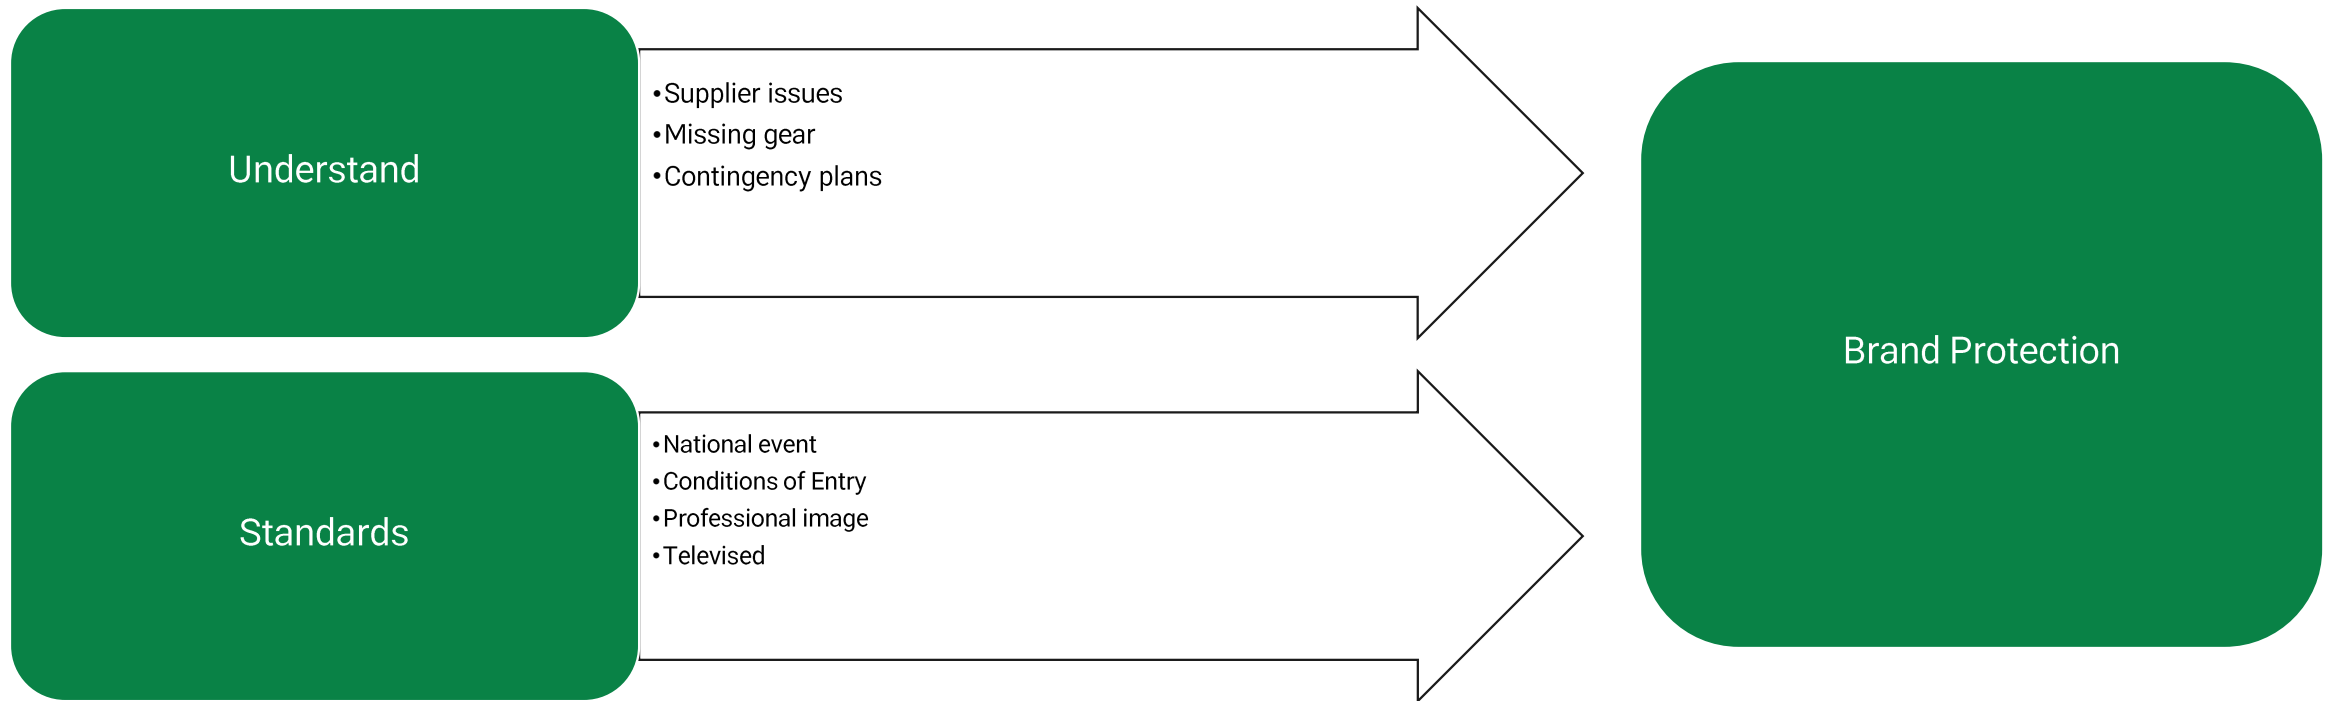 Understand
•Supplier issues
•Missing gear
•Contingency plans
Standards
•National event
•Conditions of Entry
•Professional image
•Televised
Brand Protection